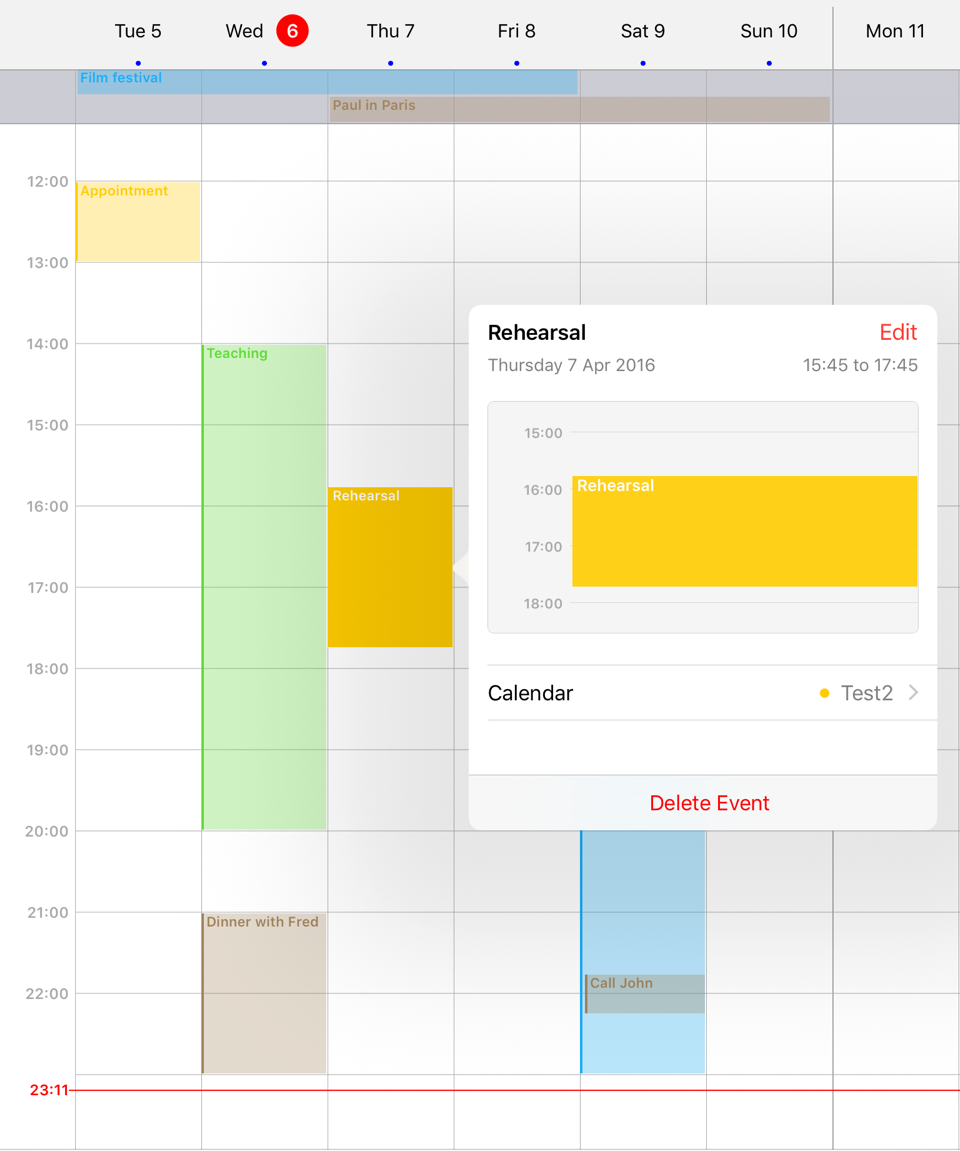 Tue 5 Wed 6 Thu 7 Fri 8 Sat 9 Sun 10 Mon 11
Film festival
Paul in Paris
12:00
Appointment
13:00
14:00
Teaching
15:00
16:00
Rehearsal
17:00
18:00
19:00
20:00
21:00
Dinner with Fred
22:00
Call John
23:11
Rehearsal Edit
Thursday 7 Apr 2016 15:45 to 17:45
15:00
Rehearsal
16:00
17:00
18:00
Calendar Test2
Delete Event